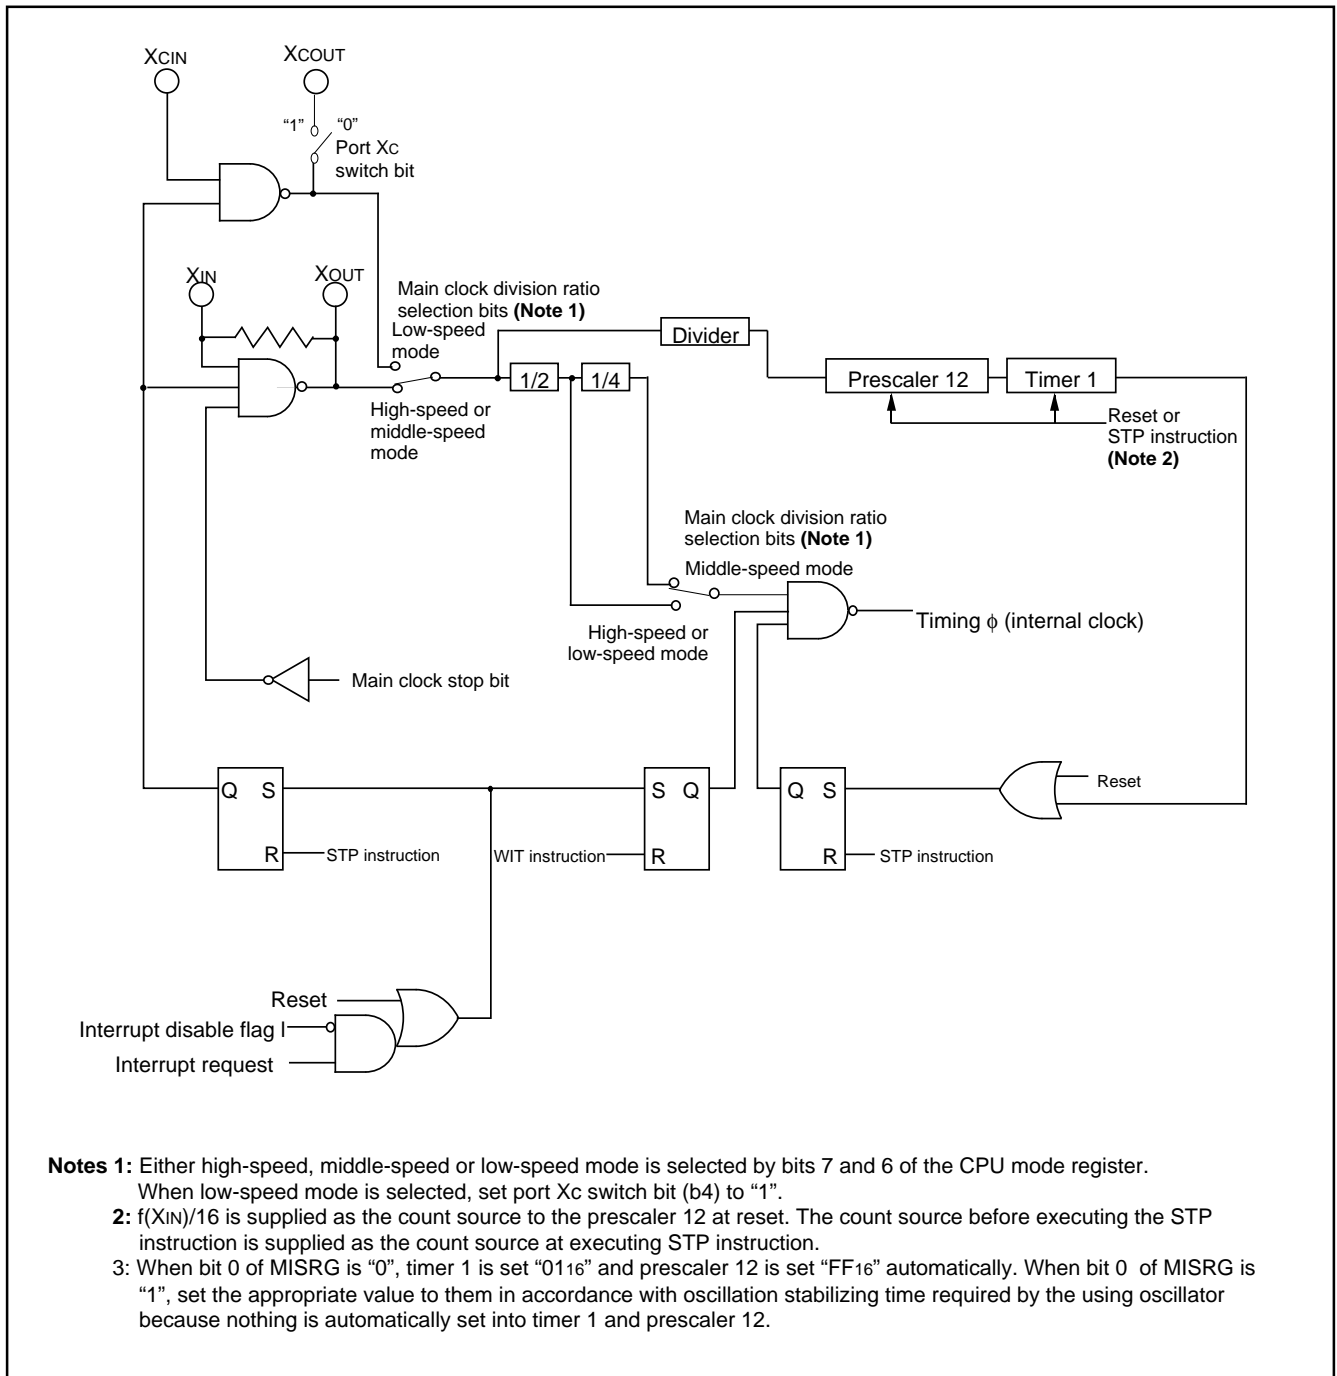 XCIN
XCOUT
“1” “0”
Port XC
switch bit
XIN
XOUT
Main clock division ratio
selection bits (Note 1)
Low-speed
mode
Divider
1/2
1/4
Prescaler 12
Timer 1
High-speed or
middle-speed
mode
Reset or
STP instruction
(Note 2)
Main clock division ratio
selection bits (Note 1)
Middle-speed mode
Timing ϕ (internal clock)
High-speed or
low-speed mode
Main clock stop bit
Q S
R
STP instruction
S Q
R
WIT instruction
Q S
R
STP instruction
Reset
Reset
Interrupt disable flag I
Interrupt request
Notes 1: Either high-speed, middle-speed or low-speed mode is selected by bits 7 and 6 of the CPU mode register.
When low-speed mode is selected, set port Xc switch bit (b4) to “1”.
2: f(XIN)/16 is supplied as the count source to the prescaler 12 at reset. The count source before executing the STP
instruction is supplied as the count source at executing STP instruction.
3: When bit 0 of MISRG is “0”, timer 1 is set “0116” and prescaler 12 is set “FF16” automatically. When bit 0 of MISRG is
“1”, set the appropriate value to them in accordance with oscillation stabilizing time required by the using oscillator
because nothing is automatically set into timer 1 and prescaler 12.